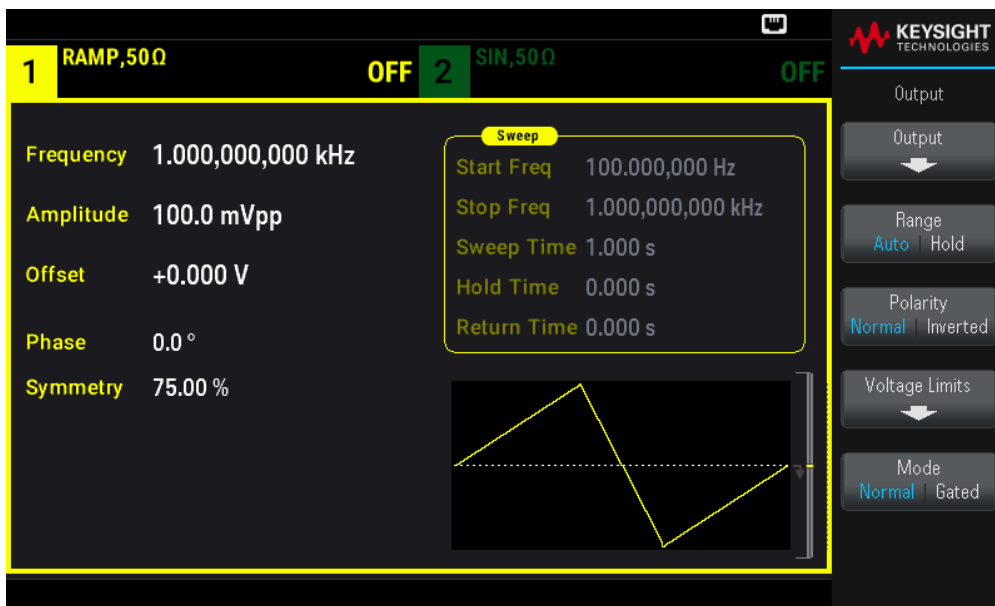 KEYSIGHT
TECHNOLOGIES
1 RAMP,50Ω OFF
2 SIN,50Ω OFF
Frequency 1.000,000,000 kHz
Amplitude 100.0 mVpp
Offset +0.000 V
Phase 0.0 °
Symmetry 75.00 %
Sweep
Start Freq 100.000,000 Hz
Stop Freq 1.000,000,000 kHz
Sweep Time 1.000 s
Hold Time 0.000 s
Return Time 0.000 s
Output
Output
Range
Auto | Hold
Polarity
Normal | Inverted
Voltage Limits
Mode
Normal | Gated